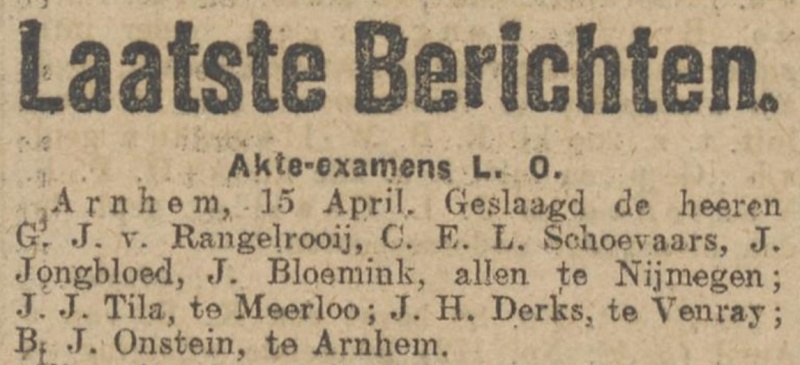 Laatste Berichten.
Akte-examens L. O.
Arnhem, 15 April. Geslaagd de heeren
G. J. v. Rangelrooij, C. E. L. Schoevaars, J.
Jongbloed, J. Bloemink, allen te Nijmegen;
J. J. Tila, te Meerloo; J. H. Derks, te Venray;
B. J. Onstein, te Arnhem.